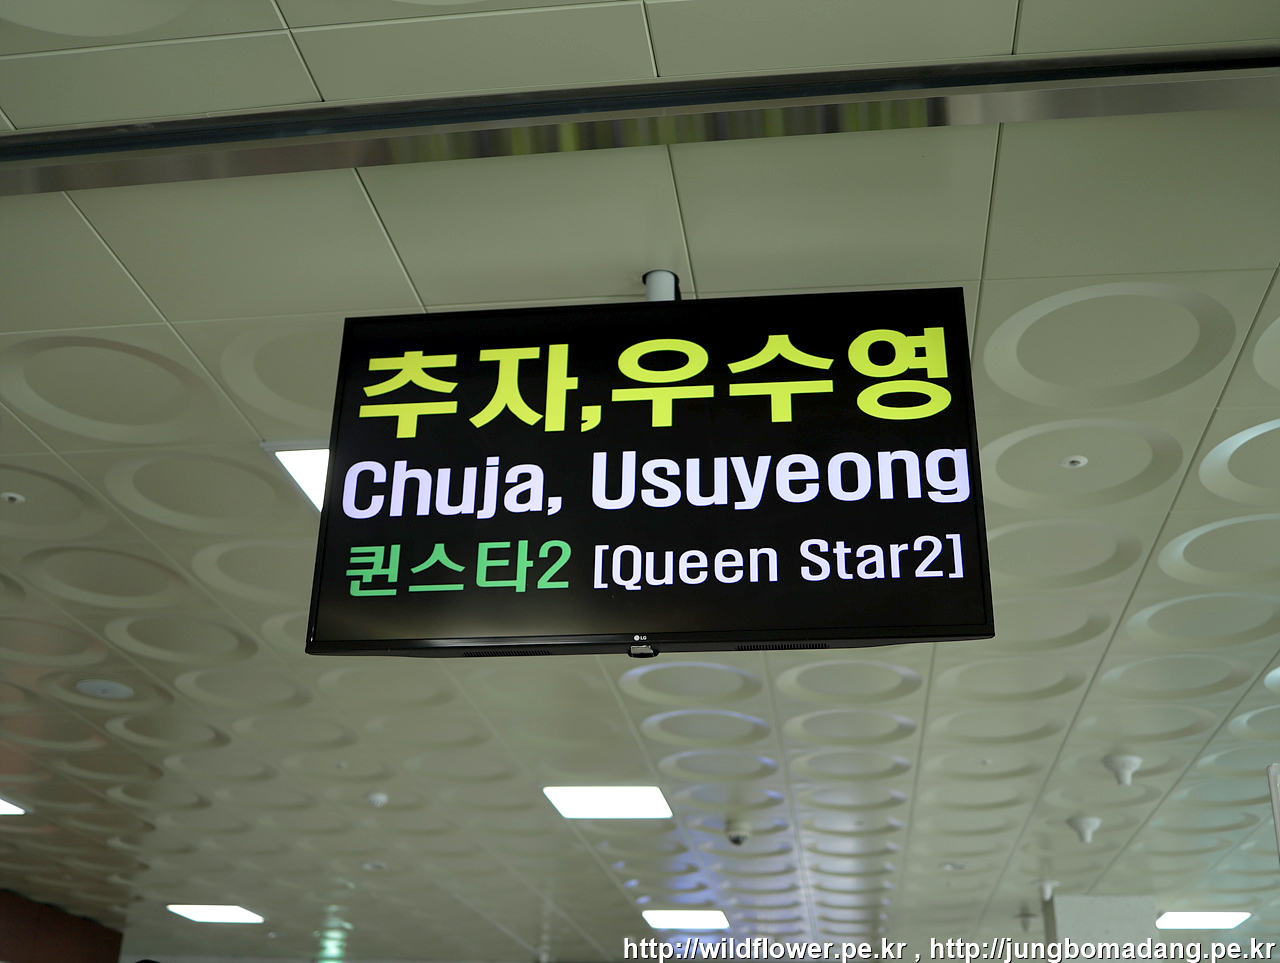 추자,우수영
Chuja, Usuyeong
퀸스타2 [Queen Star2]
LG
http://wildflower.pe.kr , http://jungbomadang.pe.kr